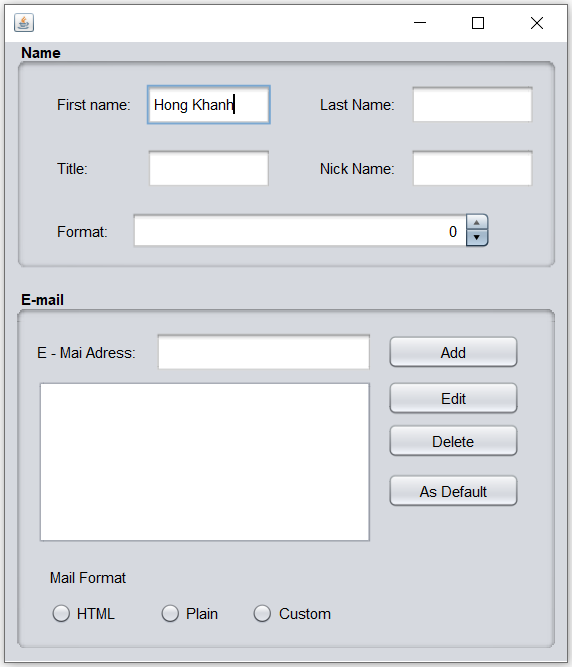 Name
First name: Hong Khanh Last Name:
Title: Nick Name:
Format: 0
E-mail
E - Mai Adress: Add
Edit
Delete
As Default
Mail Format
HTML Plain Custom